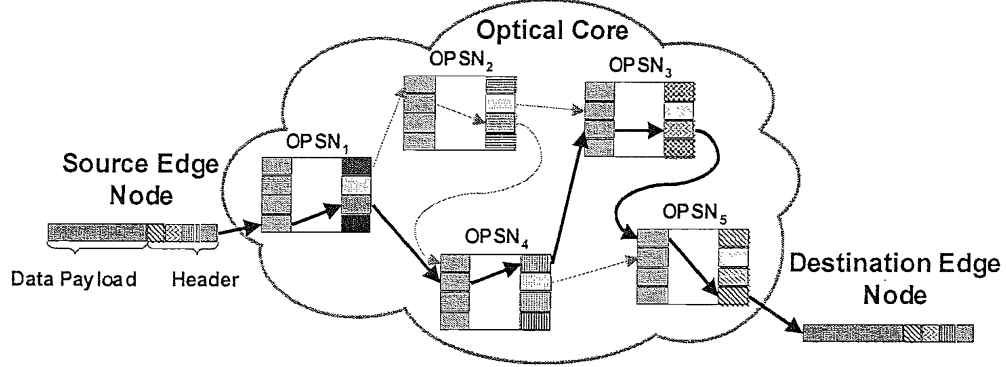 Optical Core
OPSN2
OPSN3
OPSN1
Source Edge
Node
OPSN5
OPSN4
Data Payload
Header
Destination Edge
Node